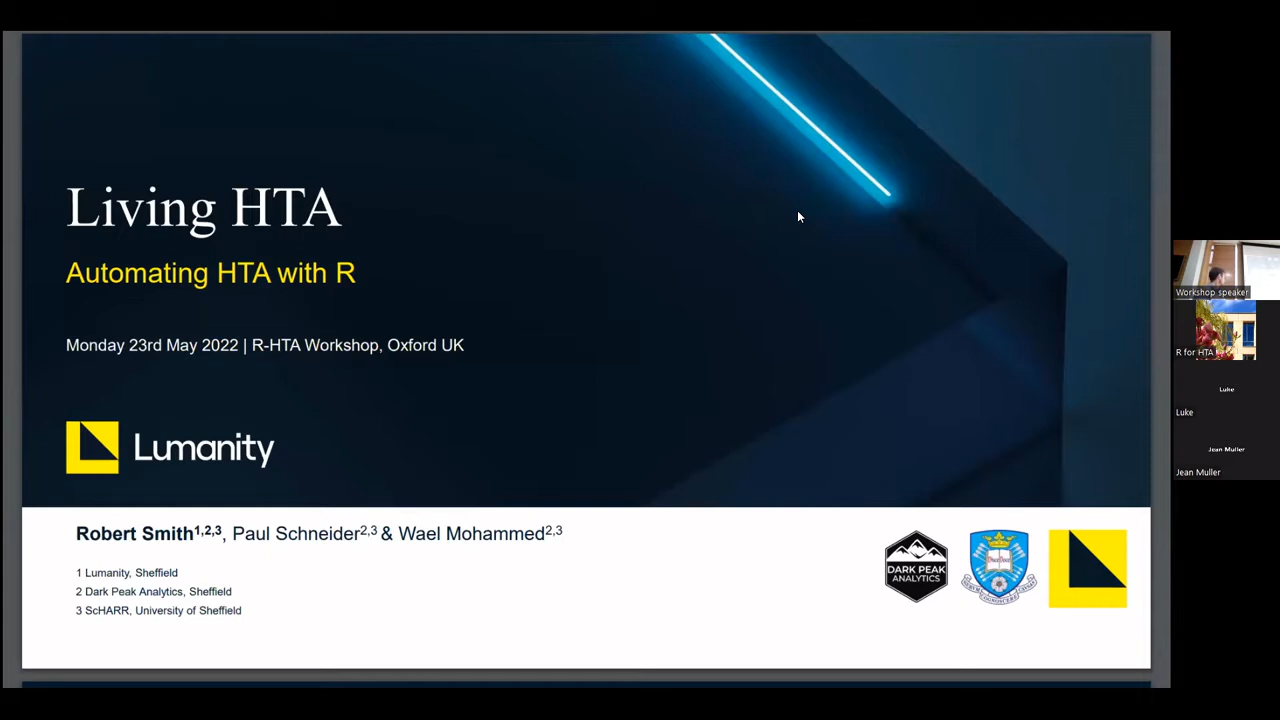 Living HTA
Automating HTA with R
Monday 23rd May 2022 | R-HTA Workshop, Oxford UK
Lumanity
Robert Smith1,2,3, Paul Schneider2,3 & Wael Mohammed2,3
1 Lumanity, Sheffield
2 Dark Peak Analytics, Sheffield
3 ScHARR, University of Sheffield
DARK PEAK
ANALYTICS
Workshop speaker
R for HTA
Luke
Luke
Jean Muller
Jean Muller